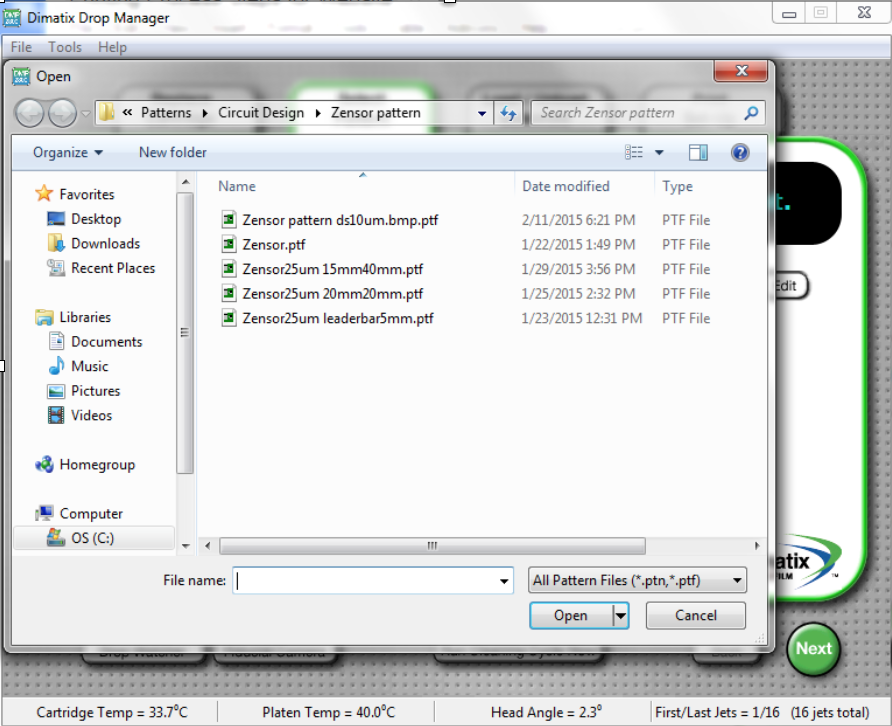 Dimatix Drop Manager
File Tools Help
Open
« Patterns Circuit Design Zensor pattern Search Zensor pattern
Organize New folder
Name Date modified Type
Favorites
Desktop
Downloads
Recent Places
Libraries
Documents
Music
Pictures
Videos
Homegroup
Computer
OS (C:)
Zensor pattern ds10um.bmp.ptf 2/11/2015 6:21 PM PTF File
Zensor.ptf 1/22/2015 1:49 PM PTF File
Zensor25um 15mm40mm.ptf 1/29/2015 3:56 PM PTF File
Zensor25um 20mm20mm.ptf 1/25/2015 2:32 PM PTF File
Zensor25um leaderbar5mm.ptf 1/23/2015 12:31 PM PTF File
t.
Edit
File name: All Pattern Files (*.ptn,*.ptf)
Open Cancel
atix
ILM TM
Next
Cartridge Temp = 33.7⁰C Platen Temp = 40.0⁰C Head Angle = 2.3⁰ First/Last Jets = 1/16 (16 jets total)